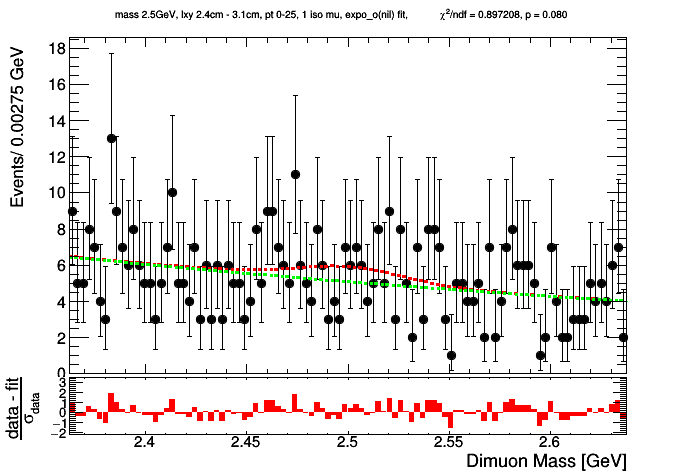 mass 2.5GeV, lxy 2.4cm - 3.1cm, pt 0-25, 1 iso mu, expo_o(nil) fit, χ²/ndf = 0.897208, p = 0.080
Events/ 0.00275 GeV
18
16
14
12
10
8
6
4
2
0
data - fit
σdata
3
2
1
0
−1
−2
2.4 2.45 2.5 2.55 2.6
Dimuon Mass [GeV]